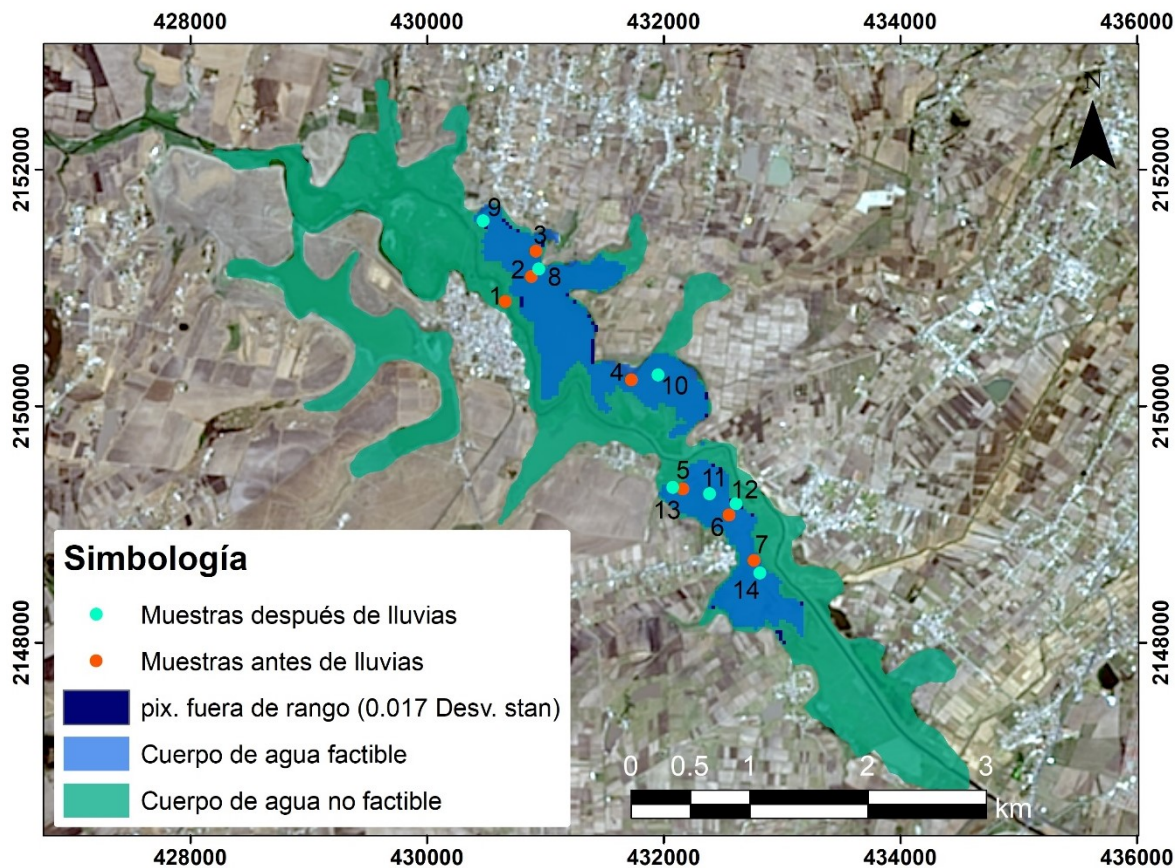 428000 430000 432000 434000 436000
N
2152000 2152000
9
3
2 8
1
4 10
2150000 2150000
5 11 12
13 6
7
14
2148000 2148000
Simbología
Muestras después de lluvias
Muestras antes de lluvias
pix. fuera de rango (0.017 Desv. stan)
Cuerpo de agua factible
Cuerpo de agua no factible
0 0.5 1 2 3
km
428000 430000 432000 434000 436000